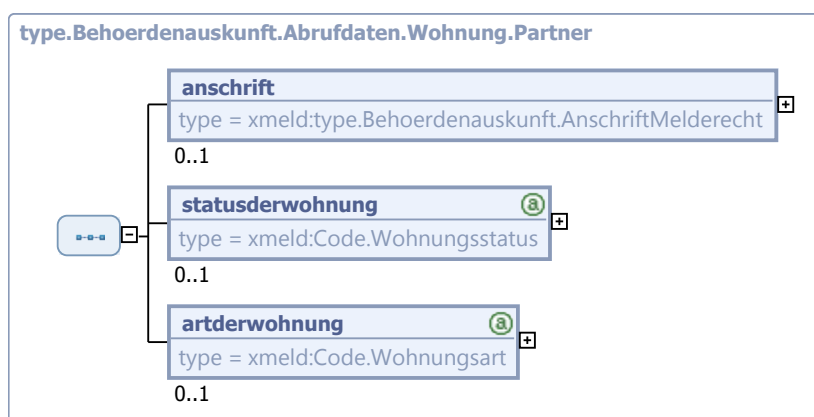 type.Behoerdenauskunft.Abrufdaten.Wohnung.Partner
anschrift
type = xmeld:type.Behoerdenauskunft.AnschriftMelderecht
0..1
statusderwohnung
a
type = xmeld:Code.Wohnungsstatus
0..1
artderwohnung
a
type = xmeld:Code.Wohnungsart
0..1